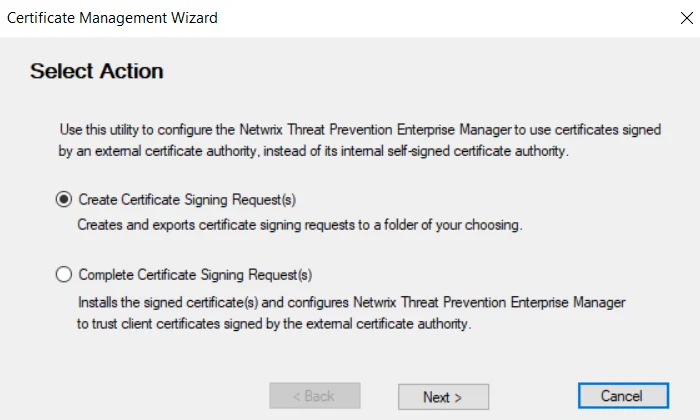 Certificate Management Wizard
Select Action
Use this utility to configure the Netwrix Threat Prevention Enterprise Manager to use certificates signed
by an external certificate authority, instead of its internal self-signed certificate authority.
Create Certificate Signing Request(s)
Creates and exports certificate signing requests to a folder of your choosing.
Complete Certificate Signing Request(s)
Installs the signed certificate(s) and configures Netwrix Threat Prevention Enterprise Manager
to trust client certificates signed by the external certificate authority.
< Back Next > Cancel